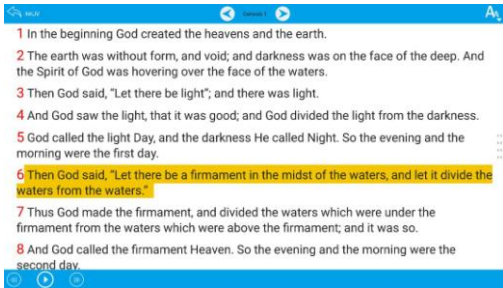 NKJV
Genesis 1
1 In the beginning God created the heavens and the earth.
2 The earth was without form, and void; and darkness was on the face of the deep. And
the Spirit of God was hovering over the face of the waters.
3 Then God said, “Let there be light”; and there was light.
4 And God saw the light, that it was good; and God divided the light from the darkness.
5 God called the light Day, and the darkness He called Night. So the evening and the
morning were the first day.
6 Then God said, “Let there be a firmament in the midst of the waters, and let it divide the
waters from the waters.”
7 Thus God made the firmament, and divided the waters which were under the
firmament from the waters which were above the firmament; and it was so.
8 And God called the firmament Heaven. So the evening and the morning were the
second day.